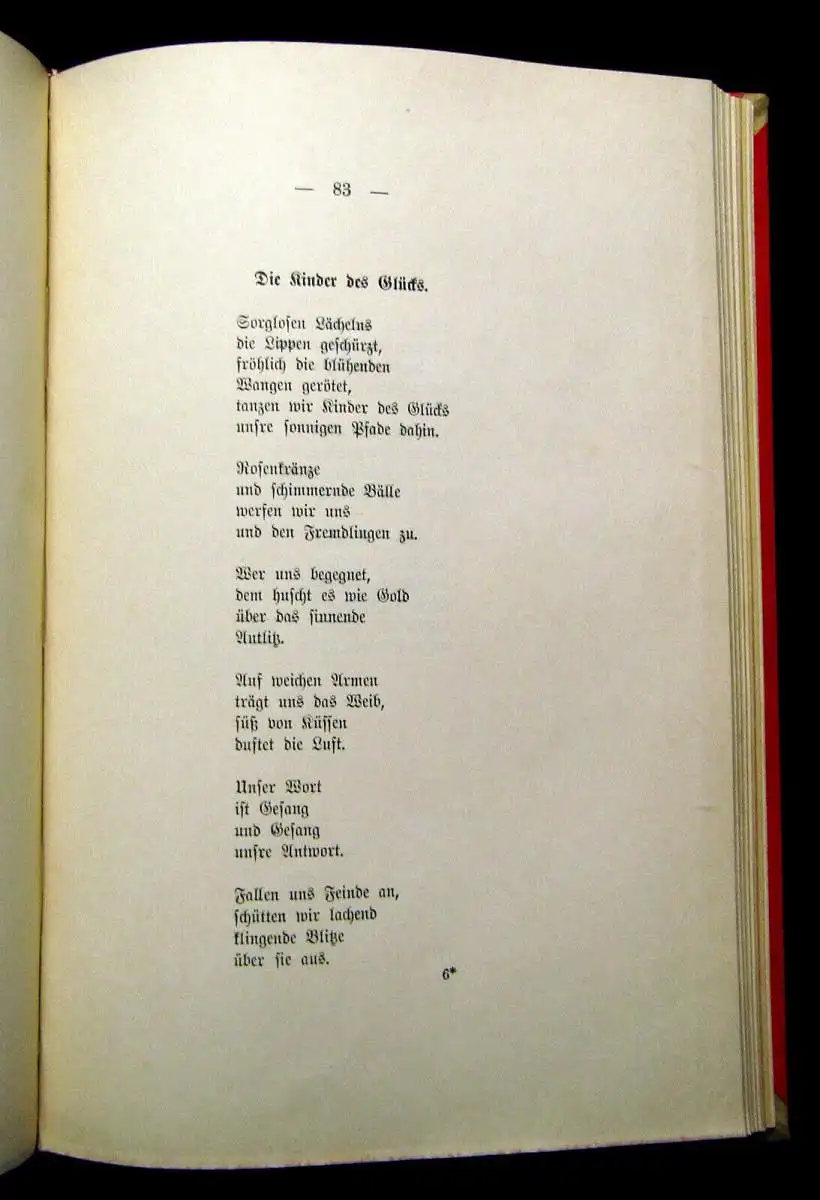 — 83 —
Die Kinder des Glücks.
Sorglosen Lächelns
die Lippen geschürzt,
fröhlich die blühenden
Wangen gerötet,
tanzen wir Kinder des Glücks
unsre sonnigen Pfade dahin.
Rosenkränze
und schimmernde Bälle
werfen wir uns
und den Fremdlingen zu.
Wer uns begegnet,
dem huscht es wie Gold
über das sinnende
Antlitz.
Auf weichen Armen
trägt uns das Weib,
süß von Küssen
duftet die Luft.
Unser Wort
ist Gesang
und Gesang
unsre Antwort.
Fallen uns Feinde an,
schütten wir lachend
klingende Blitze
über sie aus.
6*